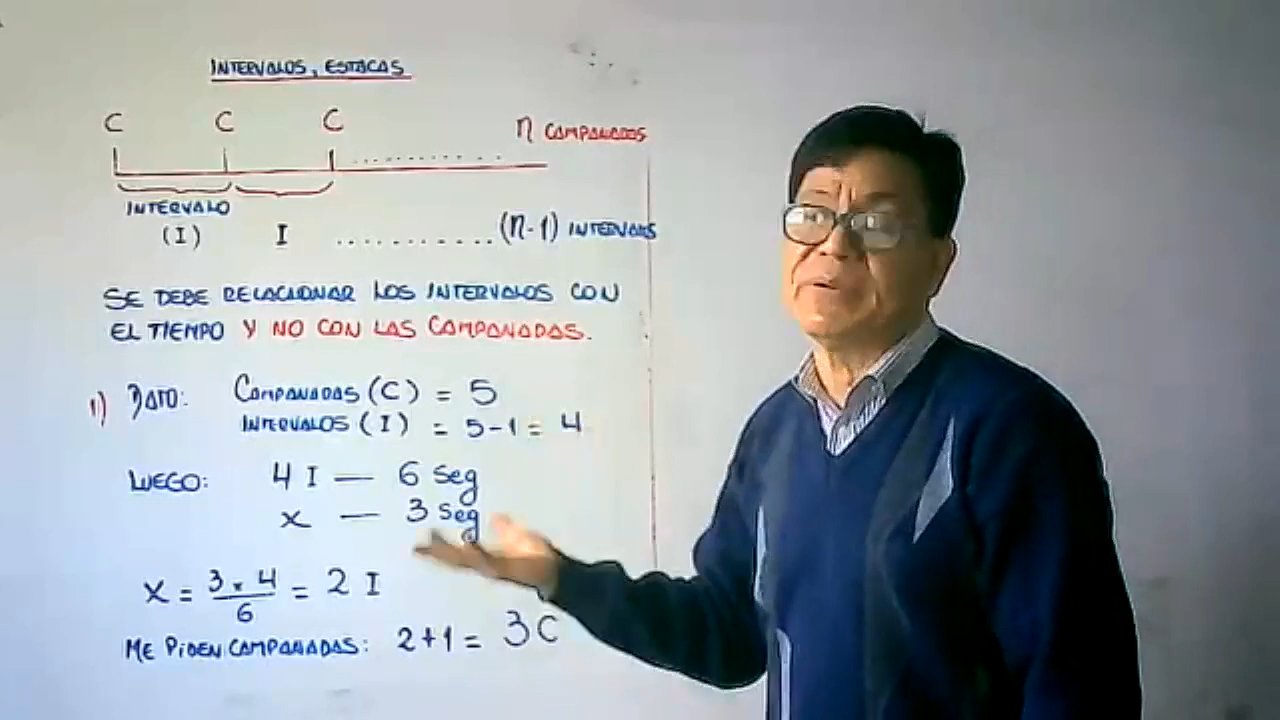 INTERVALOS, ESTACAS
C C C n CAMPANADAS
INTERVALO
(I) I .......... (n-1) INTERVALOS
SE DEBE RELACIONAR LOS INTERVALOS CON
EL TIEMPO Y NO CON LAS CAMPANADAS.
1) DATO: CAMPANADAS (C) = 5
INTERVALOS (I) = 5-1 = 4
LUEGO: 4 I — 6 Seg
x — 3 Seg
x = 3 x 4 / 6 = 2 I
ME PIDEN CAMPANADAS: 2+1 = 3C